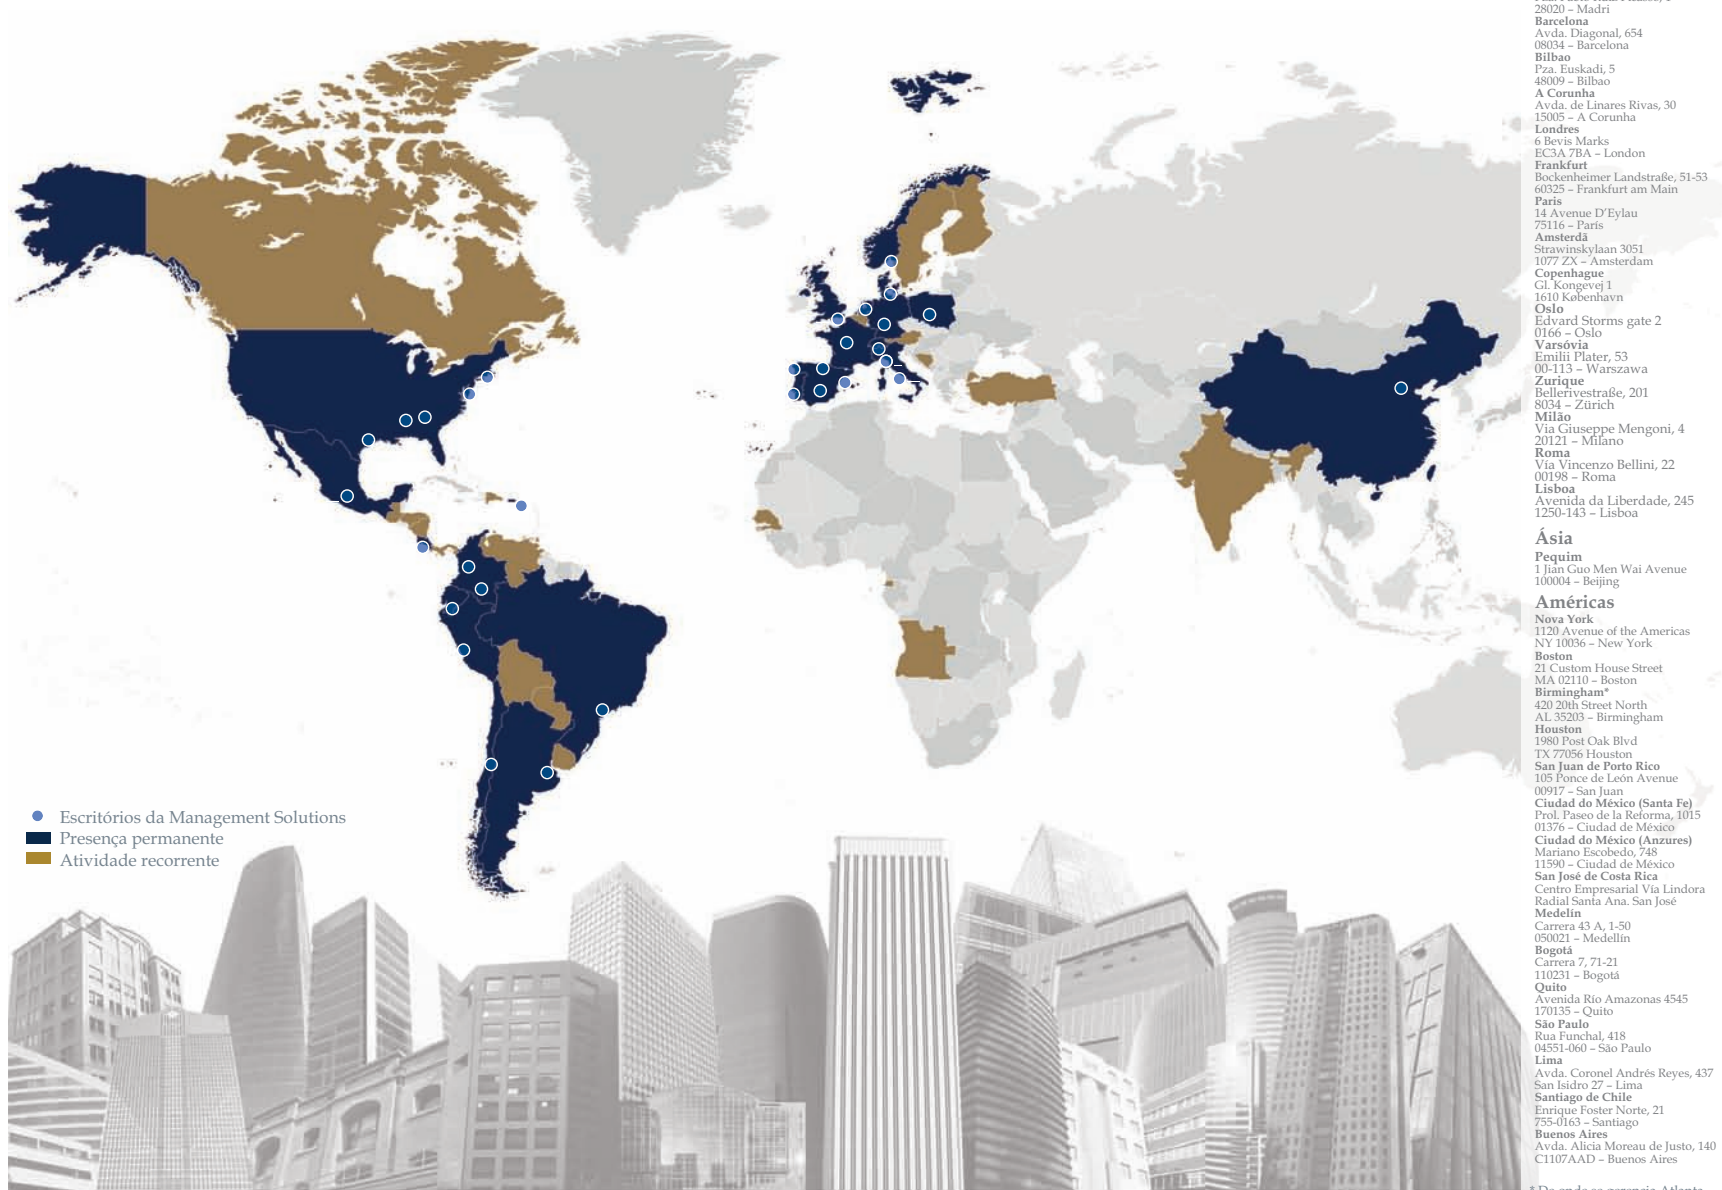 28020 – Madri
Barcelona
Avda. Diagonal, 654
08034 – Barcelona
Bilbao
Pza. Euskadi, 5
48009 – Bilbao
A Corunha
Avda. de Linares Rivas, 30
15005 – A Corunha
Londres
6 Bevis Marks
EC3A 7BA – London
Frankfurt
Bockenheimer Landstraße, 51-53
60325 – Frankfurt am Main
Paris
14 Avenue D'Eylau
75116 – París
Amsterdã
Strawinskylaan 3051
1077 ZX – Amsterdam
Copenhague
Gl. Kongevej 1
1610 København
Oslo
Edvard Storms gate 2
0166 – Oslo
Varsóvia
Emilii Plater, 53
00-113 – Warszawa
Zurique
Bellerivestraße, 201
8034 – Zürich
Milão
Via Giuseppe Mengoni, 4
20121 – Milano
Roma
Vía Vincenzo Bellini, 22
00198 – Roma
Lisboa
Avenida da Liberdade, 245
1250-143 – Lisboa
Ásia
Pequim
1 Jian Guo Men Wai Avenue
100004 – Beijing
Américas
Nova York
1120 Avenue of the Americas
NY 10036 – New York
Boston
21 Custom House Street
MA 02110 – Boston
Birmingham*
420 20th Street North
AL 35203 – Birmingham
Houston
1980 Post Oak Blvd
TX 77056 Houston
San Juan de Porto Rico
105 Ponce de León Avenue
00917 – San Juan
Ciudad do México (Santa Fe)
Prol. Paseo de la Reforma, 1015
01376 – Ciudad de México
Ciudad do México (Anzures)
Mariano Escobedo, 748
11590 – Ciudad de México
San José de Costa Rica
Centro Empresarial Vía Lindora
Radial Santa Ana. San José
Medelín
Carrera 43 A, 1-50
050021 – Medellín
Bogotá
Carrera 7, 71-21
110231 – Bogotá
Quito
Avenida Río Amazonas 4545
170135 – Quito
São Paulo
Rua Funchal, 418
04551-060 – São Paulo
Lima
Avda. Coronel Andrés Reyes, 437
San Isidro 27 – Lima
Santiago de Chile
Enrique Foster Norte, 21
755-0163 – Santiago
Buenos Aires
Avda. Alicia Moreau de Justo, 140
C1107AAD – Buenos Aires
Escritórios da Management Solutions
Presença permanente
Atividade recorrente